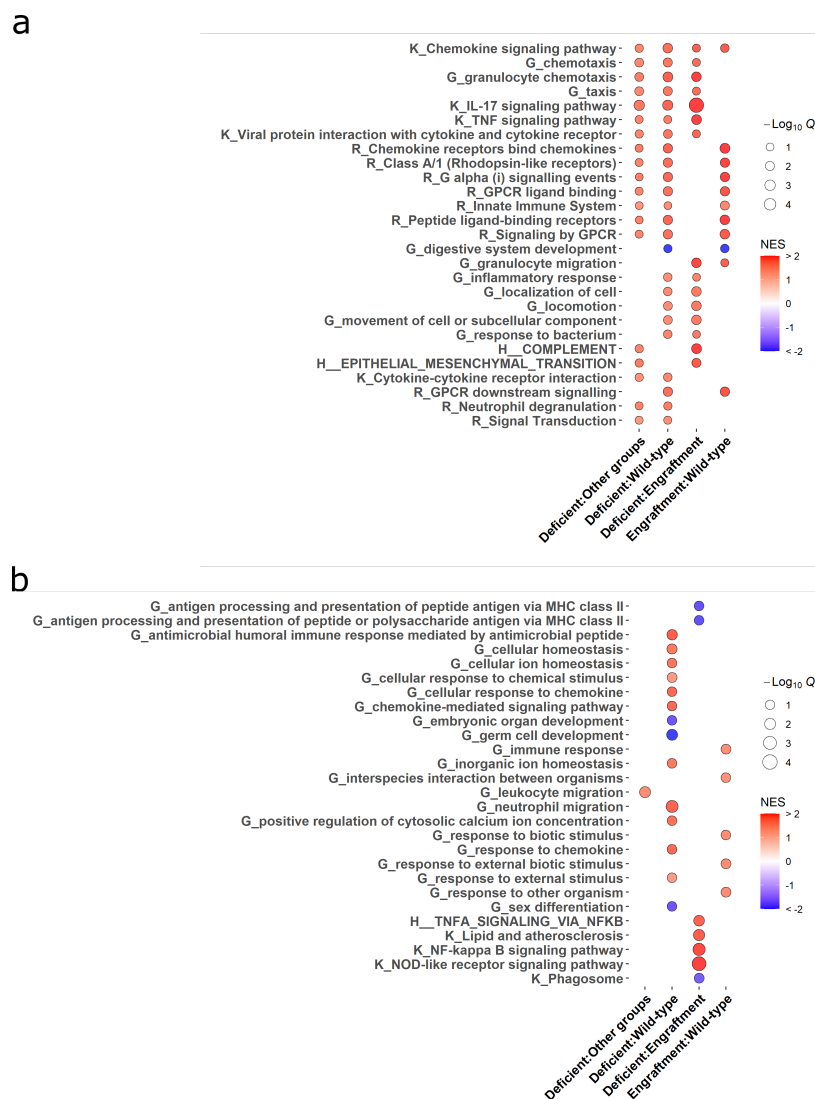 a
K_Chemokine signaling pathway
G_chemotaxis
G_granulocyte chemotaxis
G_taxis
K_IL-17 signaling pathway
K_TNF signaling pathway
K_Viral protein interaction with cytokine and cytokine receptor
R_Chemokine receptors bind chemokines
R_Class A/1 (Rhodopsin-like receptors)
R_G alpha (i) signalling events
R_GPCR ligand binding
R_Innate Immune System
R_Peptide ligand-binding receptors
R_Signaling by GPCR
G_digestive system development
G_granulocyte migration
G_inflammatory response
G_localization of cell
G_locomotion
G_movement of cell or subcellular component
G_response to bacterium
H__COMPLEMENT
H__EPITHELIAL_MESENCHYMAL_TRANSITION
K_Cytokine-cytokine receptor interaction
R_GPCR downstream signalling
R_Neutrophil degranulation
R_Signal Transduction
Deficient:Other groups
Deficient:Wild-type
Deficient:Engraftment
Engraftment:Wild-type
−Log10 Q
1
2
3
4
NES
> 2
1
0
-1
< -2
b
G_antigen processing and presentation of peptide antigen via MHC class II
G_antigen processing and presentation of peptide or polysaccharide antigen via MHC class II
G_antimicrobial humoral immune response mediated by antimicrobial peptide
G_cellular homeostasis
G_cellular ion homeostasis
G_cellular response to chemical stimulus
G_cellular response to chemokine
G_chemokine-mediated signaling pathway
G_embryonic organ development
G_germ cell development
G_immune response
G_inorganic ion homeostasis
G_interspecies interaction between organisms
G_leukocyte migration
G_neutrophil migration
G_positive regulation of cytosolic calcium ion concentration
G_response to biotic stimulus
G_response to chemokine
G_response to external biotic stimulus
G_response to external stimulus
G_response to other organism
G_sex differentiation
H__TNFA_SIGNALING_VIA_NFKB
K_Lipid and atherosclerosis
K_NF-kappa B signaling pathway
K_NOD-like receptor signaling pathway
K_Phagosome
Deficient:Other groups
Deficient:Wild-type
Deficient:Engraftment
Engraftment:Wild-type
−Log10 Q
1
2
3
4
NES
> 2
1
0
-1
< -2